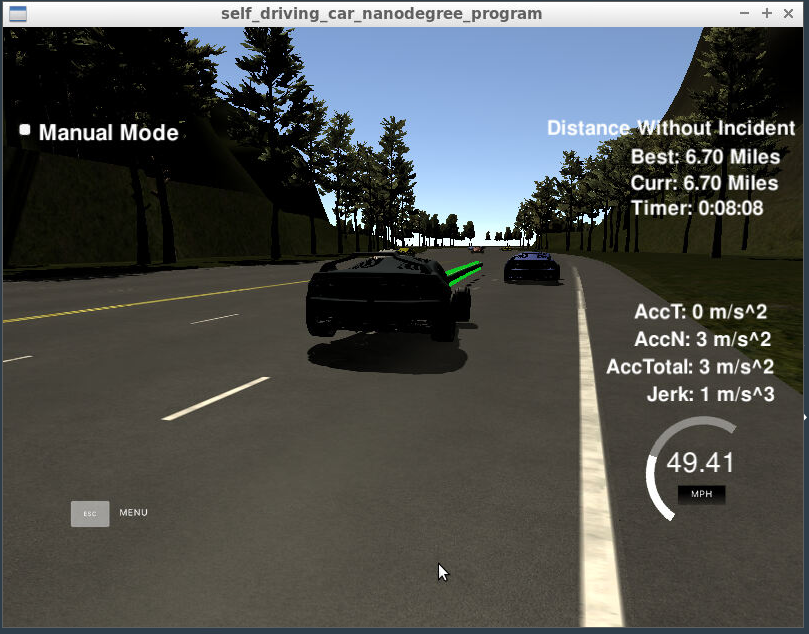 self_driving_car_nanodegree_program
Manual Mode
Distance Without Incident
Best: 6.70 Miles
Curr: 6.70 Miles
Timer: 0:08:08
AccT: 0 m/s^2
AccN: 3 m/s^2
AccTotal: 3 m/s^2
Jerk: 1 m/s^3
49.41
MPH
ESC MENU